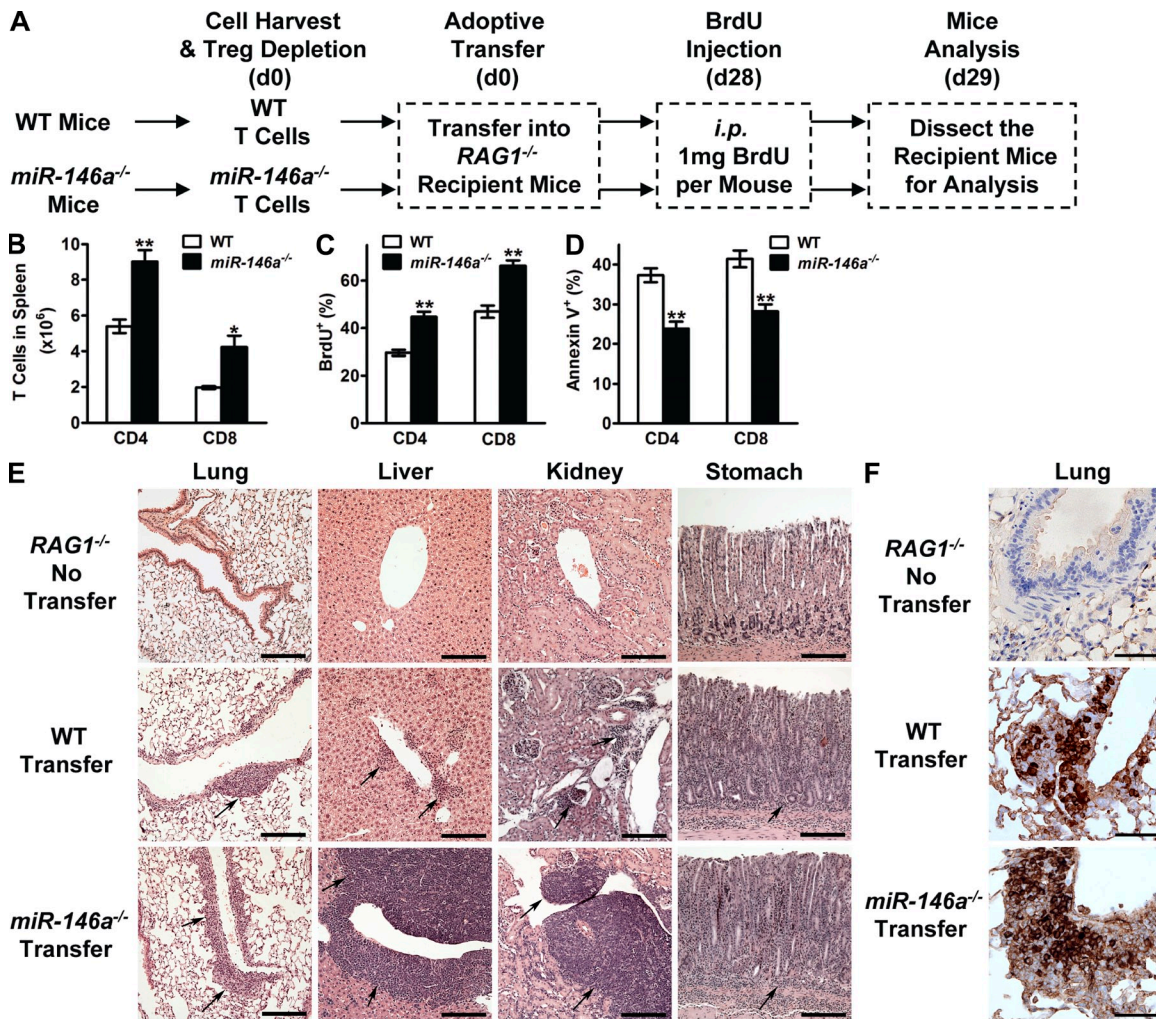 A
Cell Harvest
& Treg Depletion
(d0)
Adoptive
Transfer
(d0)
BrdU
Injection
(d28)
Mice
Analysis
(d29)
WT Mice
WT
T Cells
miR-146a-/-
Mice
miR-146a-/-
T Cells
Transfer into
RAG1-/-
Recipient Mice
i.p.
1mg BrdU
per Mouse
Dissect the
Recipient Mice
for Analysis
B
WT
miR-146a-/-
T Cells in Spleen
(x10⁶)
10
8
6
4
2
0
**
*
CD4
CD8
C
WT
miR-146a-/-
BrdU+ (%)
60
40
20
0
**
**
CD4
CD8
D
WT
miR-146a-/-
Annexin V+ (%)
40
30
20
10
0
**
**
CD4
CD8
E
Lung
Liver
Kidney
Stomach
RAG1-/-
No
Transfer
WT
Transfer
miR-146a-/-
Transfer
F
Lung
RAG1-/-
No
Transfer
WT
Transfer
miR-146a-/-
Transfer